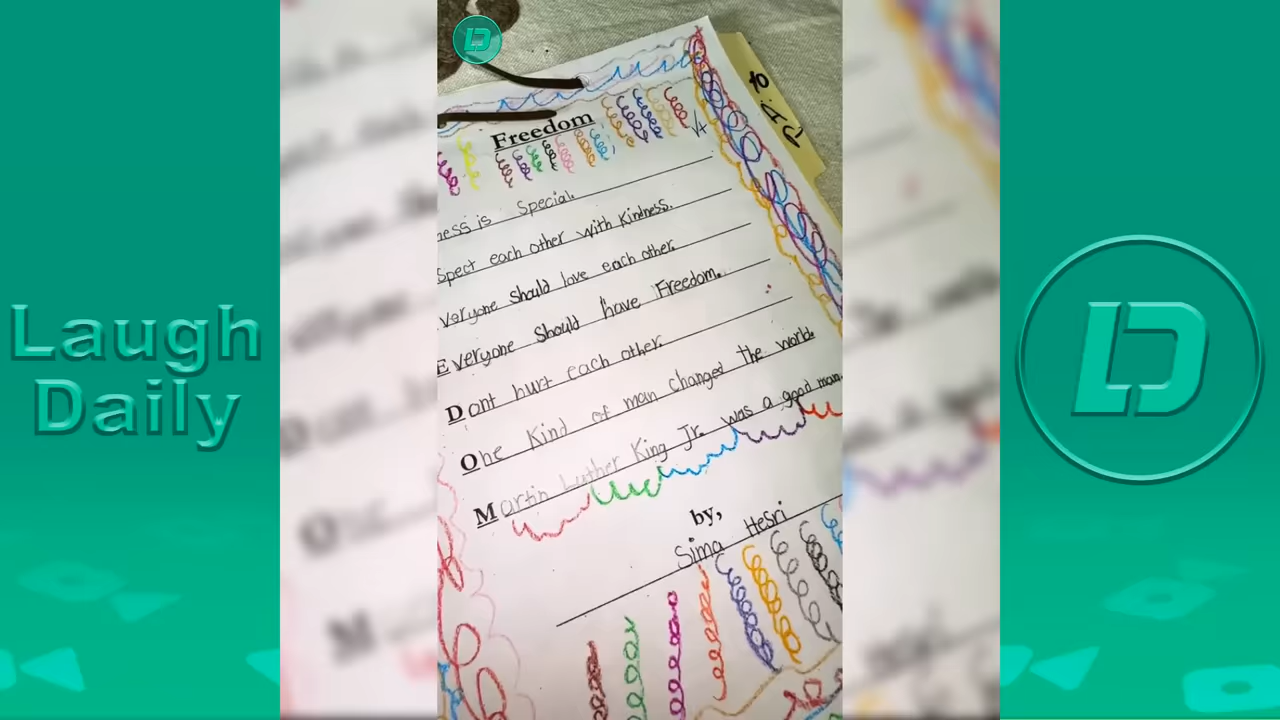 Laugh
Daily
Freedom
ness is special.
spect each other with kindness.
veryone should love each other.
Everyone should have Freedom.
Dont hurt each other.
One kind of man changed the world.
Martin Luther King Jr. was a good man.
by,
Sima Hesri